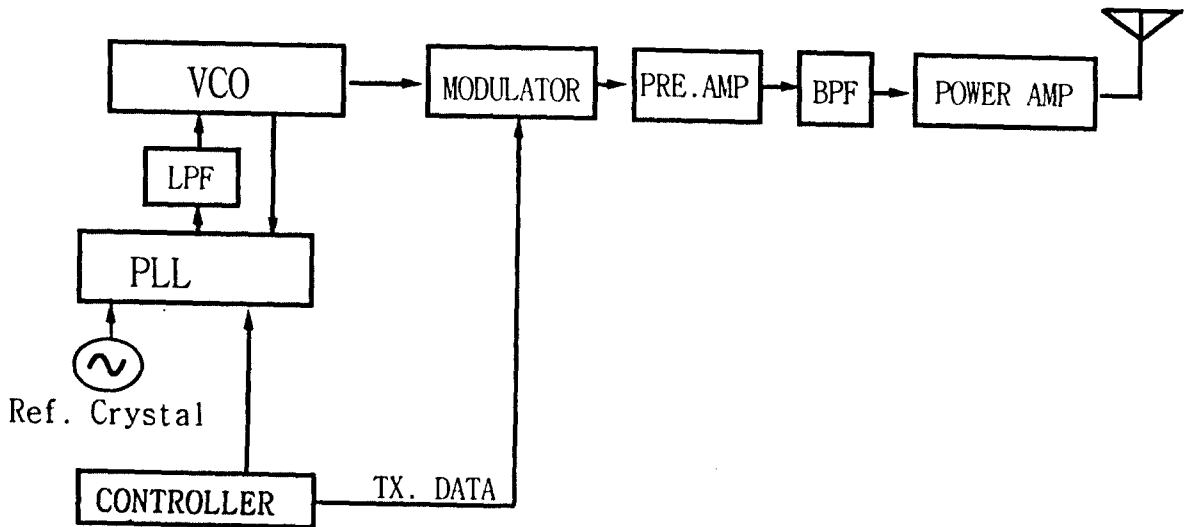 VCO
MODULATOR
PRE.AMP
BPF
POWER AMP
LPF
PLL
Ref. Crystal
CONTROLLER
TX. DATA